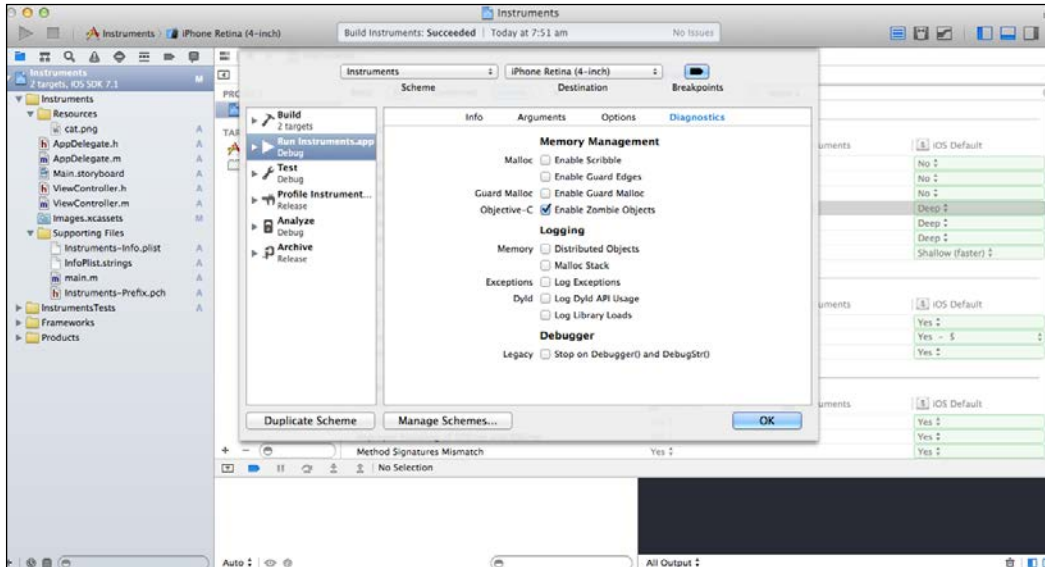 Instruments
Instruments
iPhone Retina (4-inch)
Build Instruments: Succeeded
Today at 7:51 am
No Issues
Instruments
2 targets, iOS SDK 7.1
M
Instruments
Resources
cat.png A
AppDelegate.h A
AppDelegate.m A
Main.storyboard A
ViewController.h A
ViewController.m A
Images.xcassets M
Supporting Files
Instruments-Info.plist A
InfoPlist.strings A
main.m A
Instruments-Prefix.pch A
InstrumentsTests A
Frameworks
Products
Instruments
iPhone Retina (4-inch)
Scheme
Destination
Breakpoints
Build
2 targets
Run Instruments.app
Debug
Test
Debug
Profile Instrument...
Release
Analyze
Debug
Archive
Release
Info
Arguments
Options
Diagnostics
Memory Management
Malloc Enable Scribble
Enable Guard Edges
Guard Malloc Enable Guard Malloc
Objective-C Enable Zombie Objects
Logging
Memory Distributed Objects
Malloc Stack
Exceptions Log Exceptions
Dyld Log Dyld API Usage
Log Library Loads
Debugger
Legacy Stop on Debugger() and DebugStr()
Duplicate Scheme
Manage Schemes...
OK
iOS Default
No
No
No
Deep
Deep
Deep
Shallow (faster)
iOS Default
Yes
Yes - $
Yes
iOS Default
Yes
Yes
Yes
Method Signatures Mismatch
Yes
No Selection
Auto
All Output